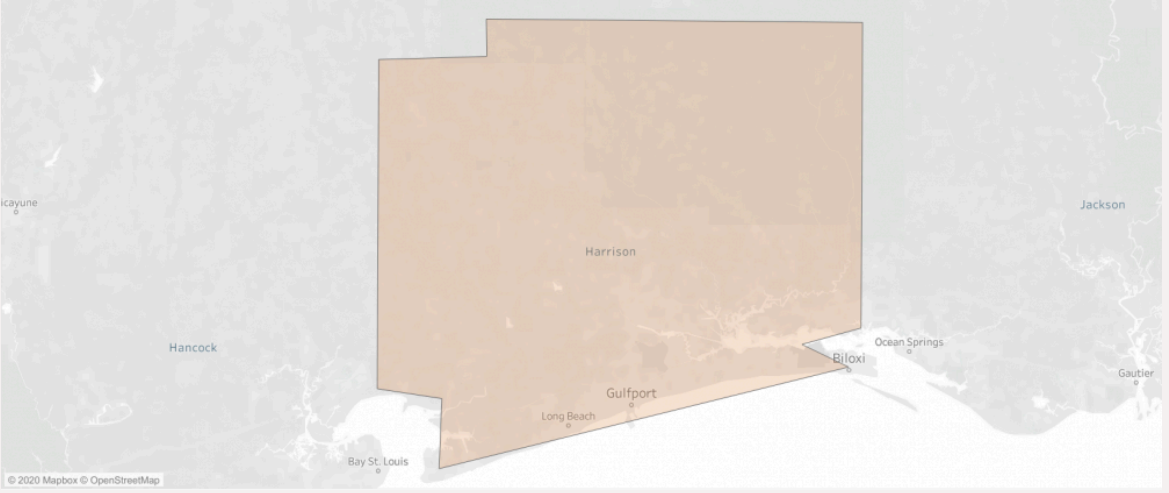 icayune
Jackson
Harrison
Hancock
Ocean Springs
Biloxi
Gautier
Gulfport
Long Beach
Bay St. Louis
© 2020 Mapbox © OpenStreetMap